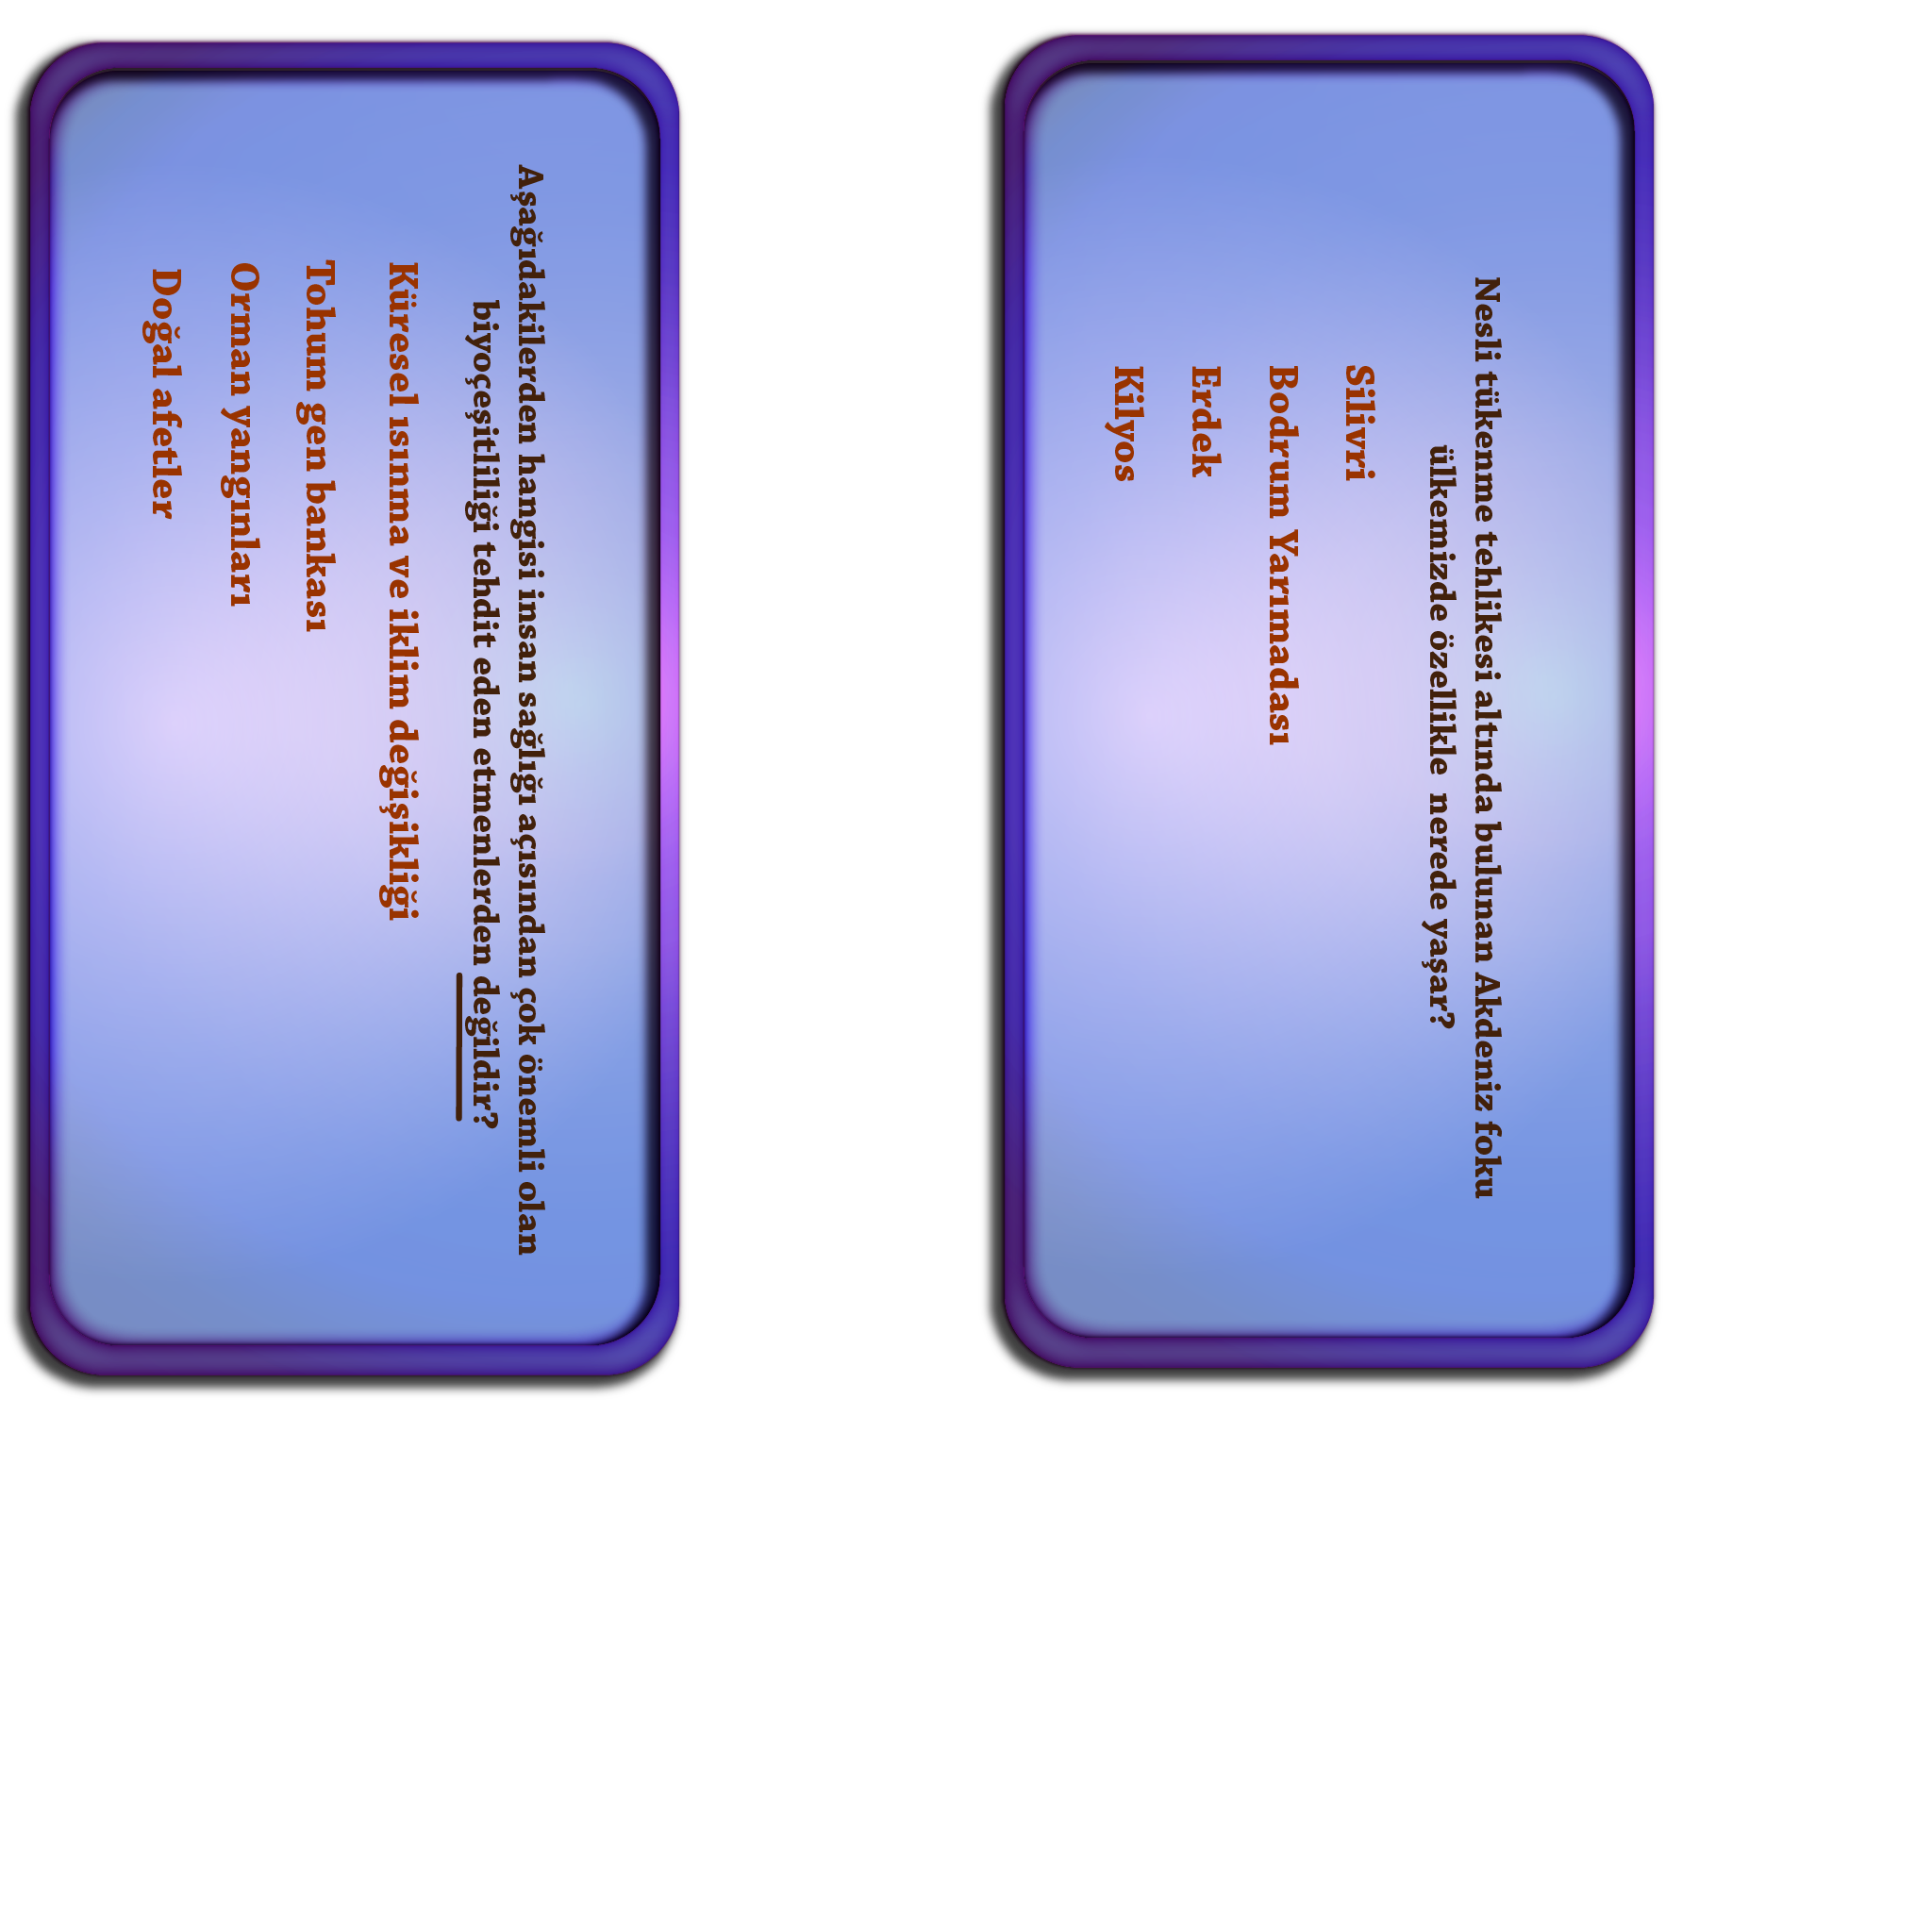 Aşağıdakilerden hangisi insan sağlığı açısından çok önemli olan
biyoçeşitliliği tehdit eden etmenlerden değildir?
Küresel ısınma ve iklim değişikliği
Tohum gen bankası
Orman yangınları
Doğal afetler
Nesli tükenme tehlikesi altında bulunan Akdeniz foku
ülkemizde özellikle nerede yaşar?
Silivri
Bodrum Yarımadası
Erdek
Kilyos